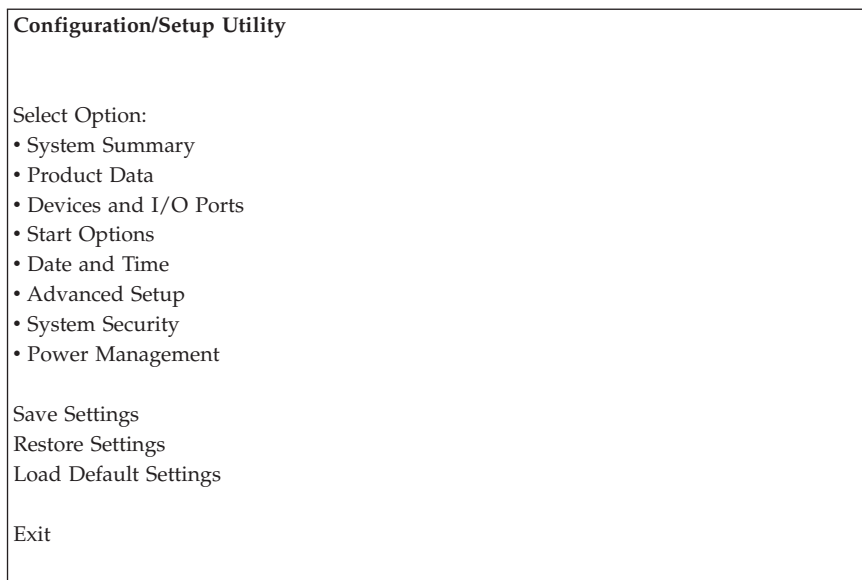 Configuration/Setup Utility
Select Option:
• System Summary
• Product Data
• Devices and I/O Ports
• Start Options
• Date and Time
• Advanced Setup
• System Security
• Power Management
Save Settings
Restore Settings
Load Default Settings
Exit